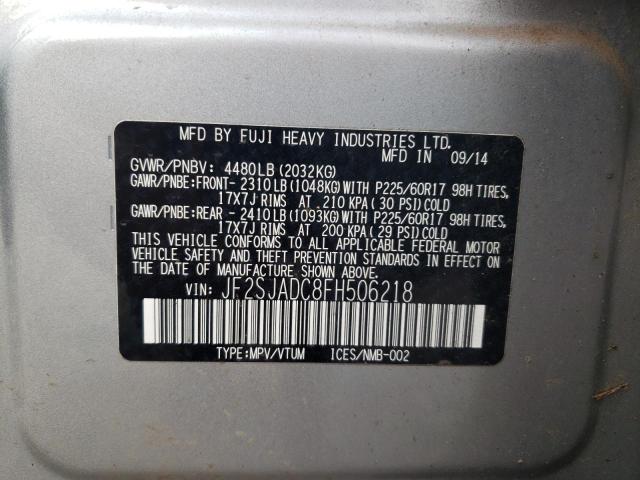 MFD BY FUJI HEAVY INDUSTRIES LTD.
MFD IN 09/14
GVWR/PNBV: 4480LB(2032KG)
GAWR/PNBE:FRONT- 2310LB(1048KG)WITH P225/60R17 98H TIRES,
17X7J RIMS AT 210 KPA(30 PSI)COLD
GAWR/PNBE:REAR - 2410LB(1093KG)WITH P225/60R17 98H TIRES,
17X7J RIMS AT 200 KPA(29 PSI)COLD
THIS VEHICLE CONFORMS TO ALL APPLICABLE FEDERAL MOTOR
VEHICLE SAFETY AND THEFT PREVENTION STANDARDS IN EFFECT
ON THE DATE OF MANUFACTURE SHOWN ABOVE.
VIN: JF2SJADC8FH506218
TYPE:MPV/VTUM ICES/NMB-002